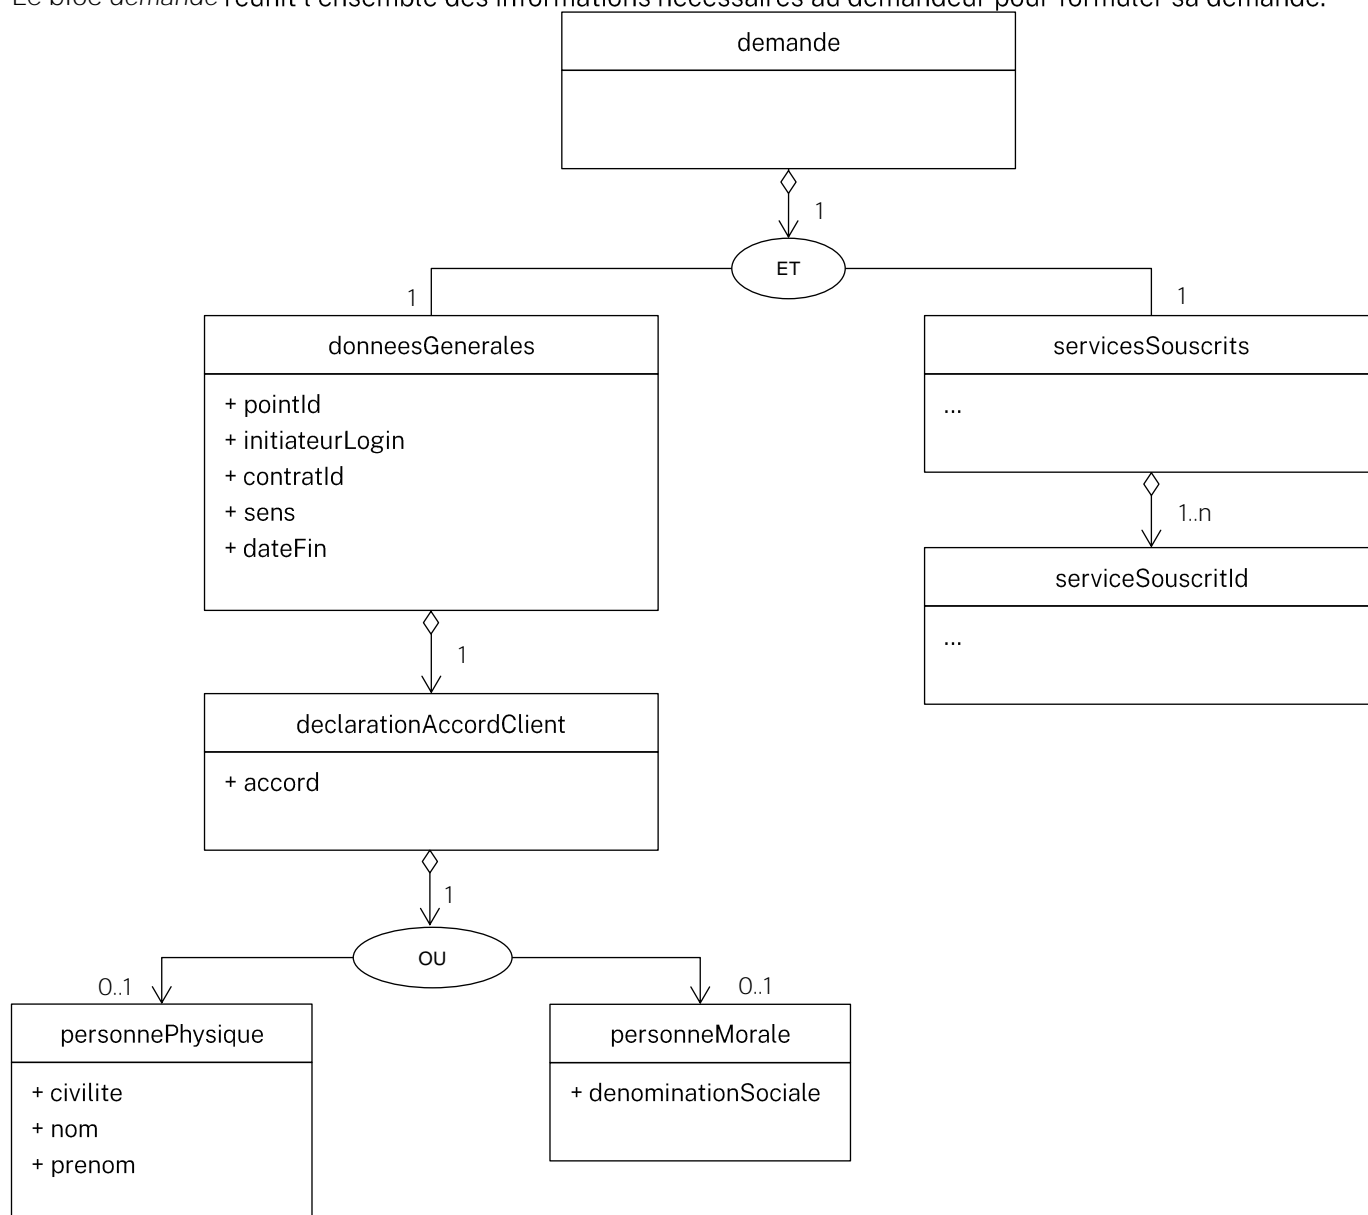 Le bloc demande réunit l'ensemble des informations nécessaires au demandeur pour formuler sa demande.
demande
1
ET
1
1
donneesGenerales
+ pointId
+ initiateurLogin
+ contratId
+ sens
+ dateFin
servicesSouscrits
...
1..n
serviceSouscritId
...
1
declarationAccordClient
+ accord
1
OU
0..1
0..1
personnePhysique
+ civilite
+ nom
+ prenom
personneMorale
+ denominationSociale